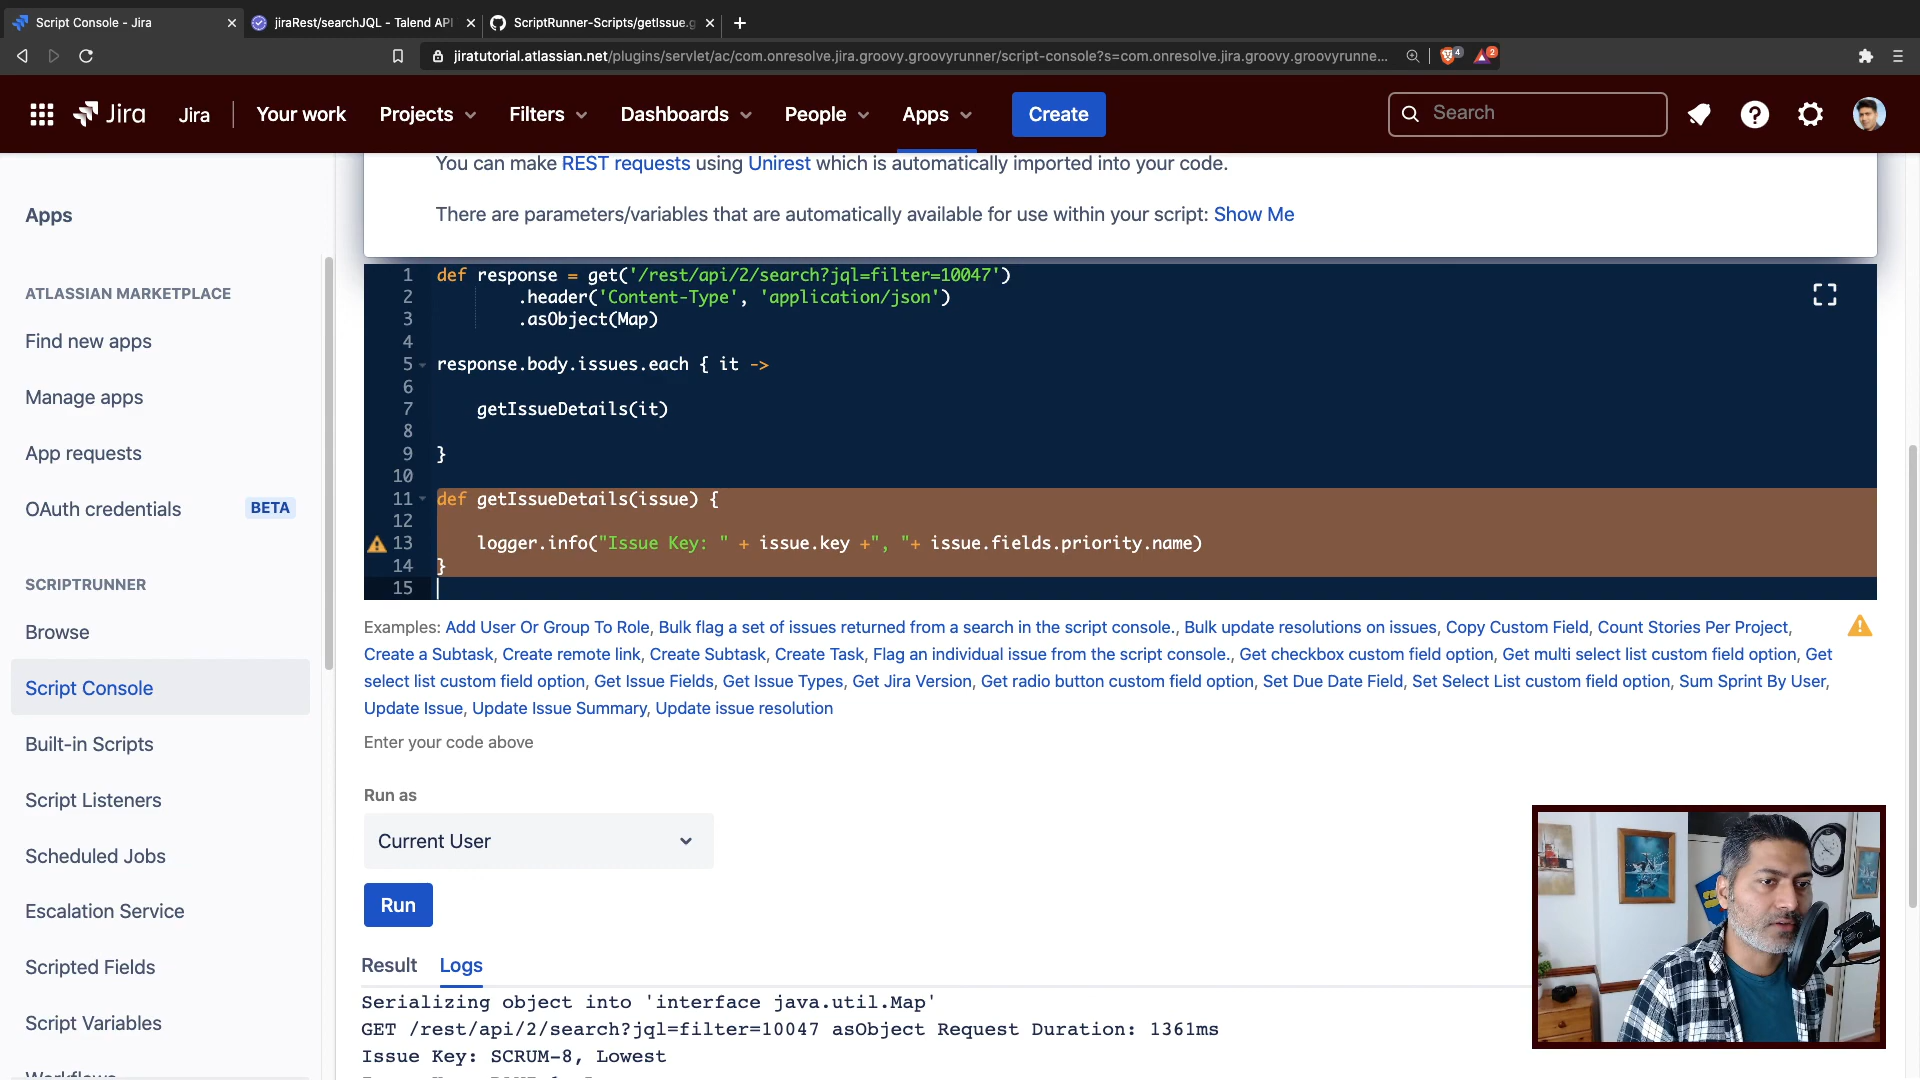 Script Console - Jira
jiraRest/searchJQL - Talend API
ScriptRunner-Scripts/getIssue.g
jiratutorial.atlassian.net/plugins/servlet/ac/com.onresolve.jira.groovy.groovyrunner/script-console?s=com.onresolve.jira.groovy.groovyrunne...
4
2
Jira
Jira
Your work
Projects
Filters
Dashboards
People
Apps
Create
Search
You can make REST requests using Unirest which is automatically imported into your code.
There are parameters/variables that are automatically available for use within your script: Show Me
Apps
ATLASSIAN MARKETPLACE
Find new apps
Manage apps
App requests
OAuth credentials BETA
SCRIPTRUNNER
Browse
Script Console
Built-in Scripts
Script Listeners
Scheduled Jobs
Escalation Service
Scripted Fields
Script Variables
Workflows
1 def response = get('/rest/api/2/search?jql=filter=10047')
2 .header('Content-Type', 'application/json')
3 .asObject(Map)
4
5 response.body.issues.each { it ->
6
7 getIssueDetails(it)
8
9 }
10
11 def getIssueDetails(issue) {
12
13 logger.info("Issue Key: " + issue.key +", "+ issue.fields.priority.name)
14 }
15
Examples: Add User Or Group To Role, Bulk flag a set of issues returned from a search in the script console., Bulk update resolutions on issues, Copy Custom Field, Count Stories Per Project,
Create a Subtask, Create remote link, Create Subtask, Create Task, Flag an individual issue from the script console., Get checkbox custom field option, Get multi select list custom field option, Get
select list custom field option, Get Issue Fields, Get Issue Types, Get Jira Version, Get radio button custom field option, Set Due Date Field, Set Select List custom field option, Sum Sprint By User,
Update Issue, Update Issue Summary, Update issue resolution
Enter your code above
Run as
Current User
Run
Result Logs
Serializing object into 'interface java.util.Map'
GET /rest/api/2/search?jql=filter=10047 asObject Request Duration: 1361ms
Issue Key: SCRUM-8, Lowest